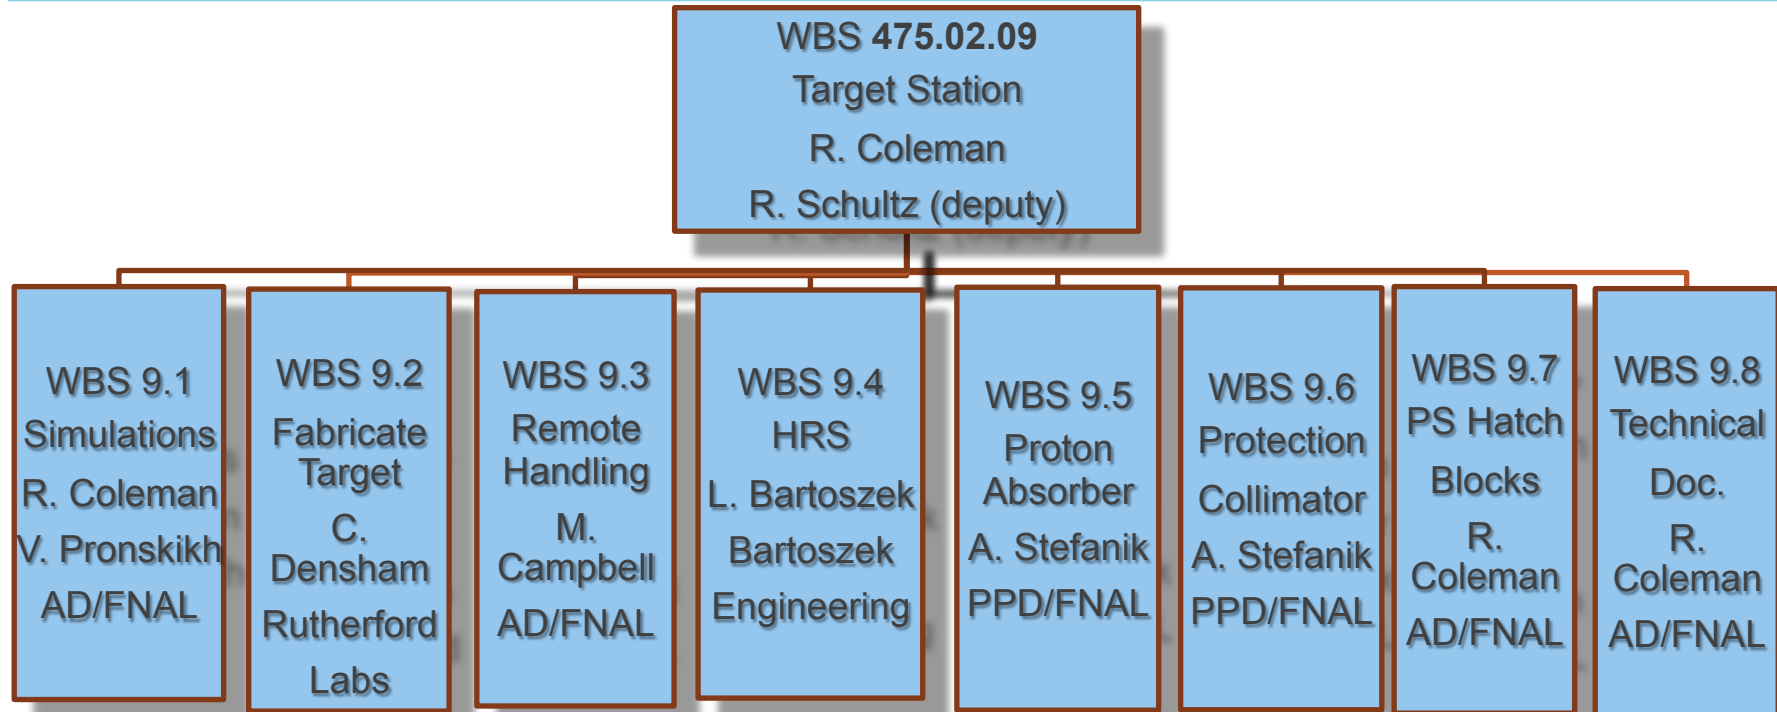 WBS 475.02.09
Target Station
R. Coleman
R. Schultz (deputy)
WBS 9.1
Simulations
R. Coleman
V. Pronskikh
AD/FNAL
WBS 9.2
Fabricate
Target
C.
Densham
Rutherford
Labs
WBS 9.3
Remote
Handling
M.
Campbell
AD/FNAL
WBS 9.4
HRS
L. Bartoszek
Bartoszek
Engineering
WBS 9.5
Proton
Absorber
A. Stefanik
PPD/FNAL
WBS 9.6
Protection
Collimator
A. Stefanik
PPD/FNAL
WBS 9.7
PS Hatch
Blocks
R.
Coleman
AD/FNAL
WBS 9.8
Technical
Doc.
R.
Coleman
AD/FNAL